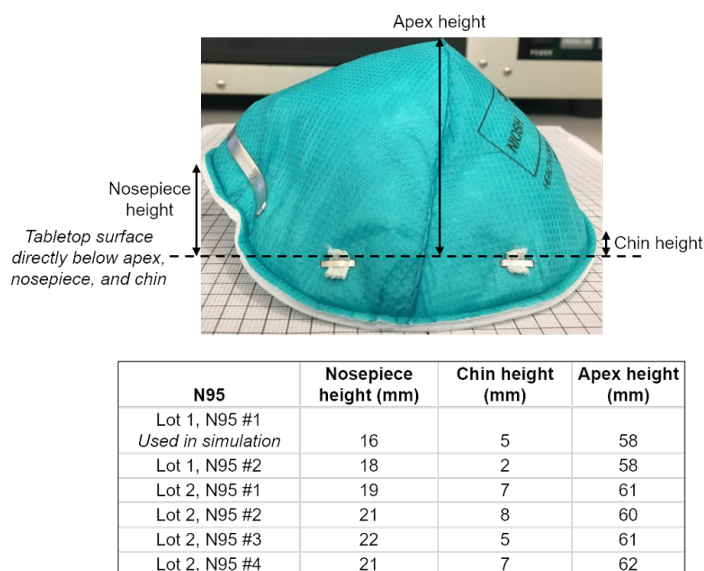 Apex height
POWER
NIOSH
Nosepiece
height
Tabletop surface
directly below apex,
nosepiece, and chin
Chin height
N95 Nosepiece height (mm) Chin height (mm) Apex height (mm)
Lot 1, N95 #1
Used in simulation 16 5 58
Lot 1, N95 #2 18 2 58
Lot 2, N95 #1 19 7 61
Lot 2, N95 #2 21 8 60
Lot 2, N95 #3 22 5 61
Lot 2, N95 #4 21 7 62